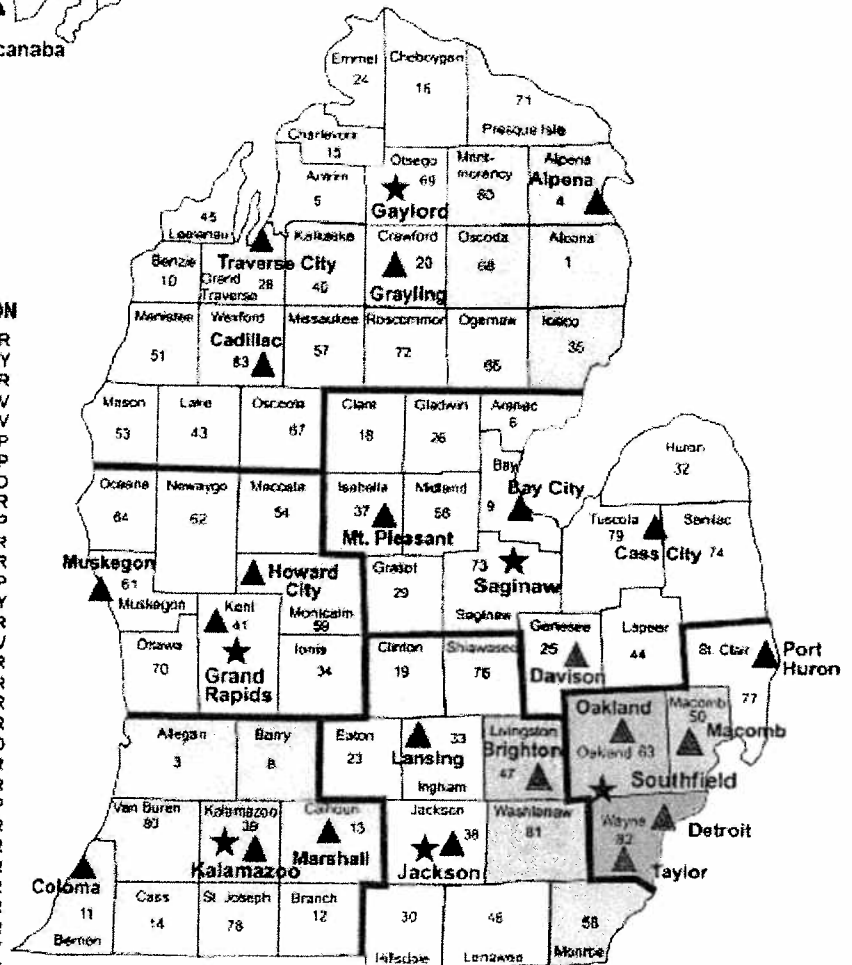 canaba
Emmet
24
Cheboygan
16
71
Presque Isle
Charlevoix
15
Antrim
5
Otsego
69
Gaylord
Mont-
morency
60
Alpena
Alpena
4
45
Leelanau
Benzie
10
Traverse City
Grand 28
Traverse
Kalkaska
40
Crawford
20
Grayling
Oscoda
68
Alcona
1
ON
R
Y
R
V
V
P
P
O
R
P
R
R
P
Y
R
Manistee
51
Wexford
Cadillac
83
Missaukee
57
Roscommon
72
Ogemaw
65
Iosco
35
Mason
53
Lake
43
Osceola
67
Clare
18
Gladwin
26
Arenac
6
Huron
32
Oceana
64
Newaygo
62
Mecosta
54
Isabella
37
Mt. Pleasant
Midland
56
Bay
9
Bay City
Tuscola
79
Cass City
Sanilac
74
Muskegon
61
Muskegon
Howard
City
Montcalm
59
Gratiot
29
73
Saginaw
Saginaw
Kent
41
Grand
Rapids
Ottawa
70
Ionia
34
Clinton
19
Shiawassee
76
Genesee
25
Davison
Lapeer
44
St. Clair
77
Port
Huron
Allegan
3
Barry
8
Eaton
23
33
Lansing
Ingham
Livingston
Brighton
47
Oakland
Oakland 63
Macomb
50
Macomb
Southfield
Van Buren
80
Kalamazoo
39
Kalamazoo
Calhoun
13
Marshall
Jackson
38
Jackson
Washtenaw
81
Wayne
82
Detroit
Taylor
Coloma
11
Berrien
Cass
14
St. Joseph
78
Branch
12
30
Hillsdale
46
Lenawee
58
Monroe